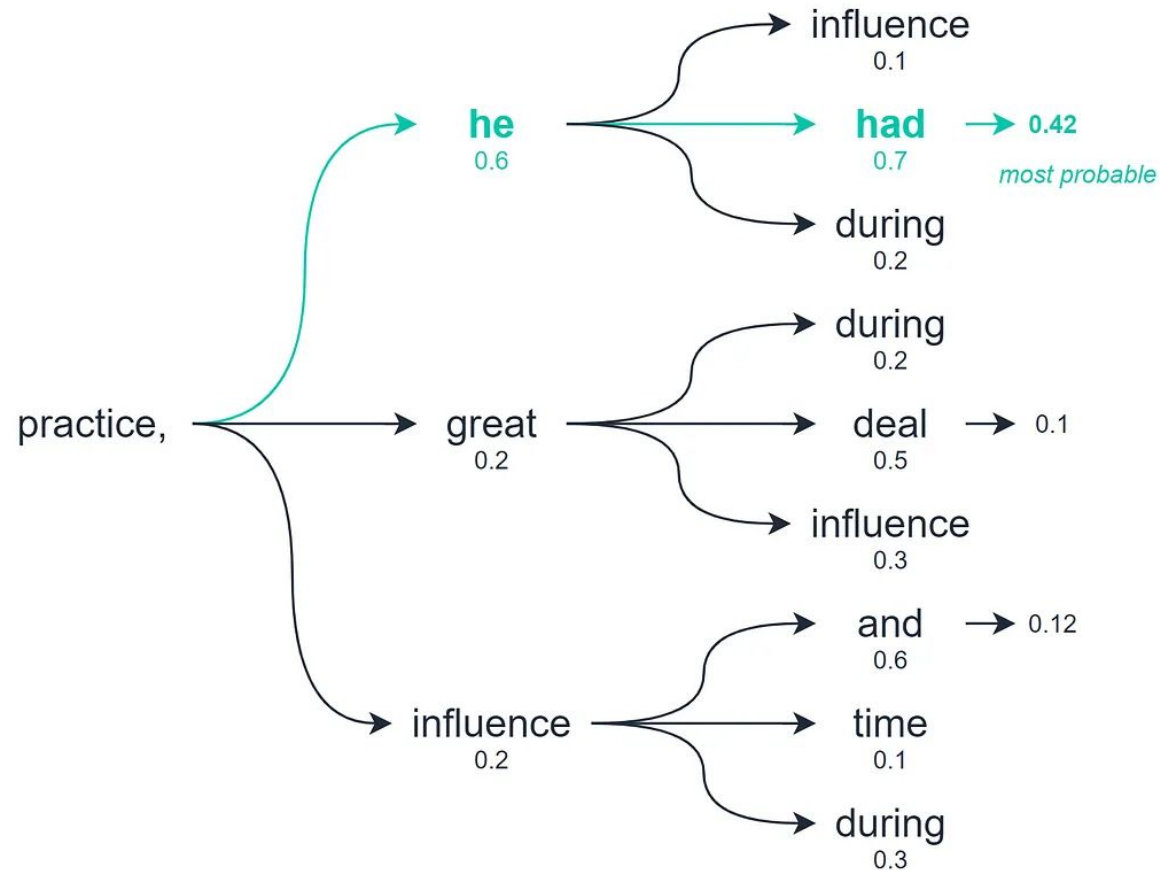 influence
0.1
he
0.6
had
0.7
0.42
most probable
during
0.2
during
0.2
practice,
great
0.2
deal
0.5
0.1
influence
0.3
and
0.6
0.12
influence
0.2
time
0.1
during
0.3